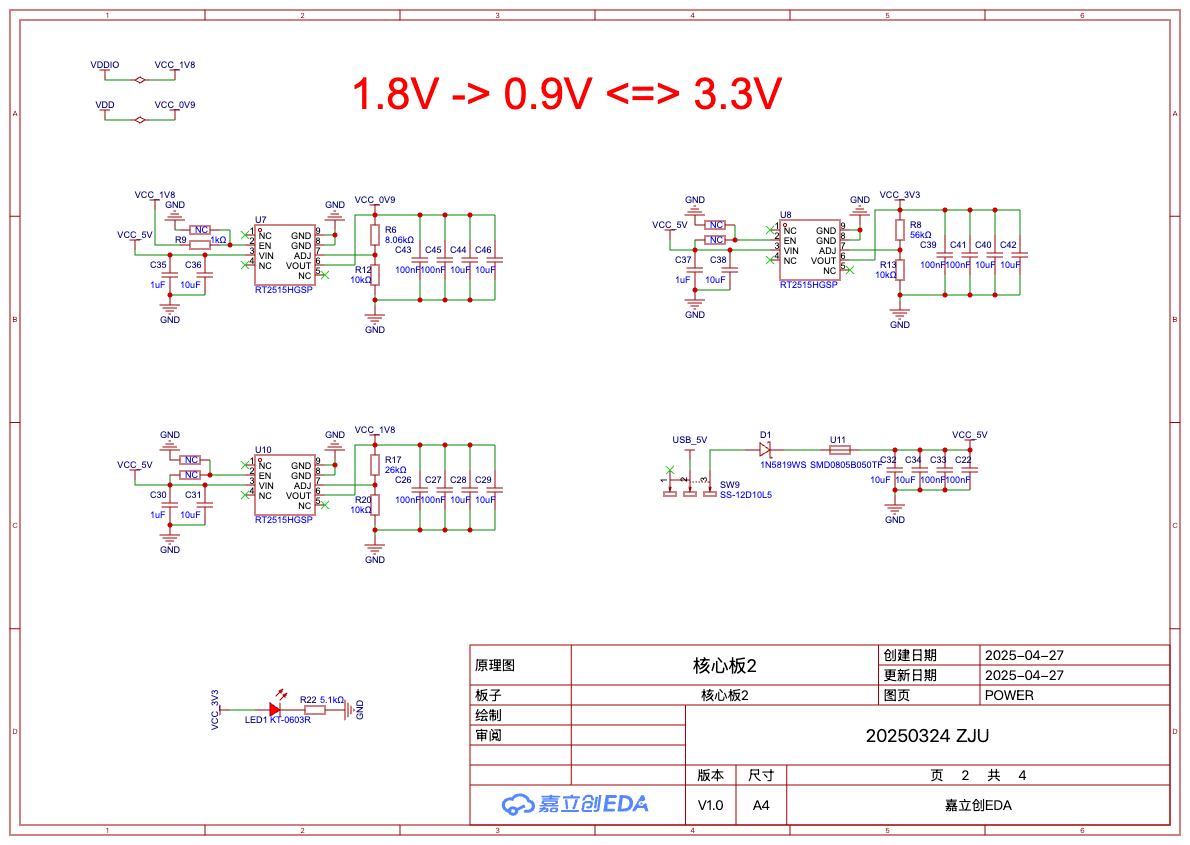 1 2 3 4 5 6
A A
B B
C C
D D
VDDIO VCC_1V8
VDD VCC_0V9
1.8V -> 0.9V <=> 3.3V
VCC_1V8
GND
VCC_5V
NC
R9 1kΩ
C35 C36
1uF 10uF
GND
U7
1 NC GND 9
2 EN GND 8
3 VIN ADJ 7
4 NC VOUT 6
NC 5
RT2515HGSP
GND
VCC_0V9
R6
8.06kΩ
R12
10kΩ
C43 C45 C44 C46
100nF 100nF 10uF 10uF
GND
GND
VCC_5V
NC
NC
C37 C38
1uF 10uF
GND
U8
1 NC GND 9
2 EN GND 8
3 VIN ADJ 7
4 NC VOUT 6
NC 5
RT2515HGSP
GND
VCC_3V3
R8
56kΩ
R13
10kΩ
C39 C41 C40 C42
100nF 100nF 10uF 10uF
GND
GND
VCC_5V
NC
NC
C30 C31
1uF 10uF
GND
U10
1 NC GND 9
2 EN GND 8
3 VIN ADJ 7
4 NC VOUT 6
NC 5
RT2515HGSP
GND
VCC_1V8
R17
26kΩ
R20
10kΩ
C26 C27 C28 C29
100nF 100nF 10uF 10uF
GND
USB_5V
1 2 3
SW9
SS-12D10L5
D1
1N5819WS
U11
SMD0805B050TF
VCC_5V
C32 C34 C33 C22
10uF 10uF 100nF 100nF
GND
VCC_3V3
LED1 KT-0603R
R22 5.1kΩ
GND
原理图 核心板2 创建日期 2025-04-27
更新日期 2025-04-27
板子 核心板2 图页 POWER
绘制
审阅
20250324 ZJU
版本 尺寸 页 2 共 4
嘉立创EDA V1.0 A4 嘉立创EDA
1 2 3 4 5 6